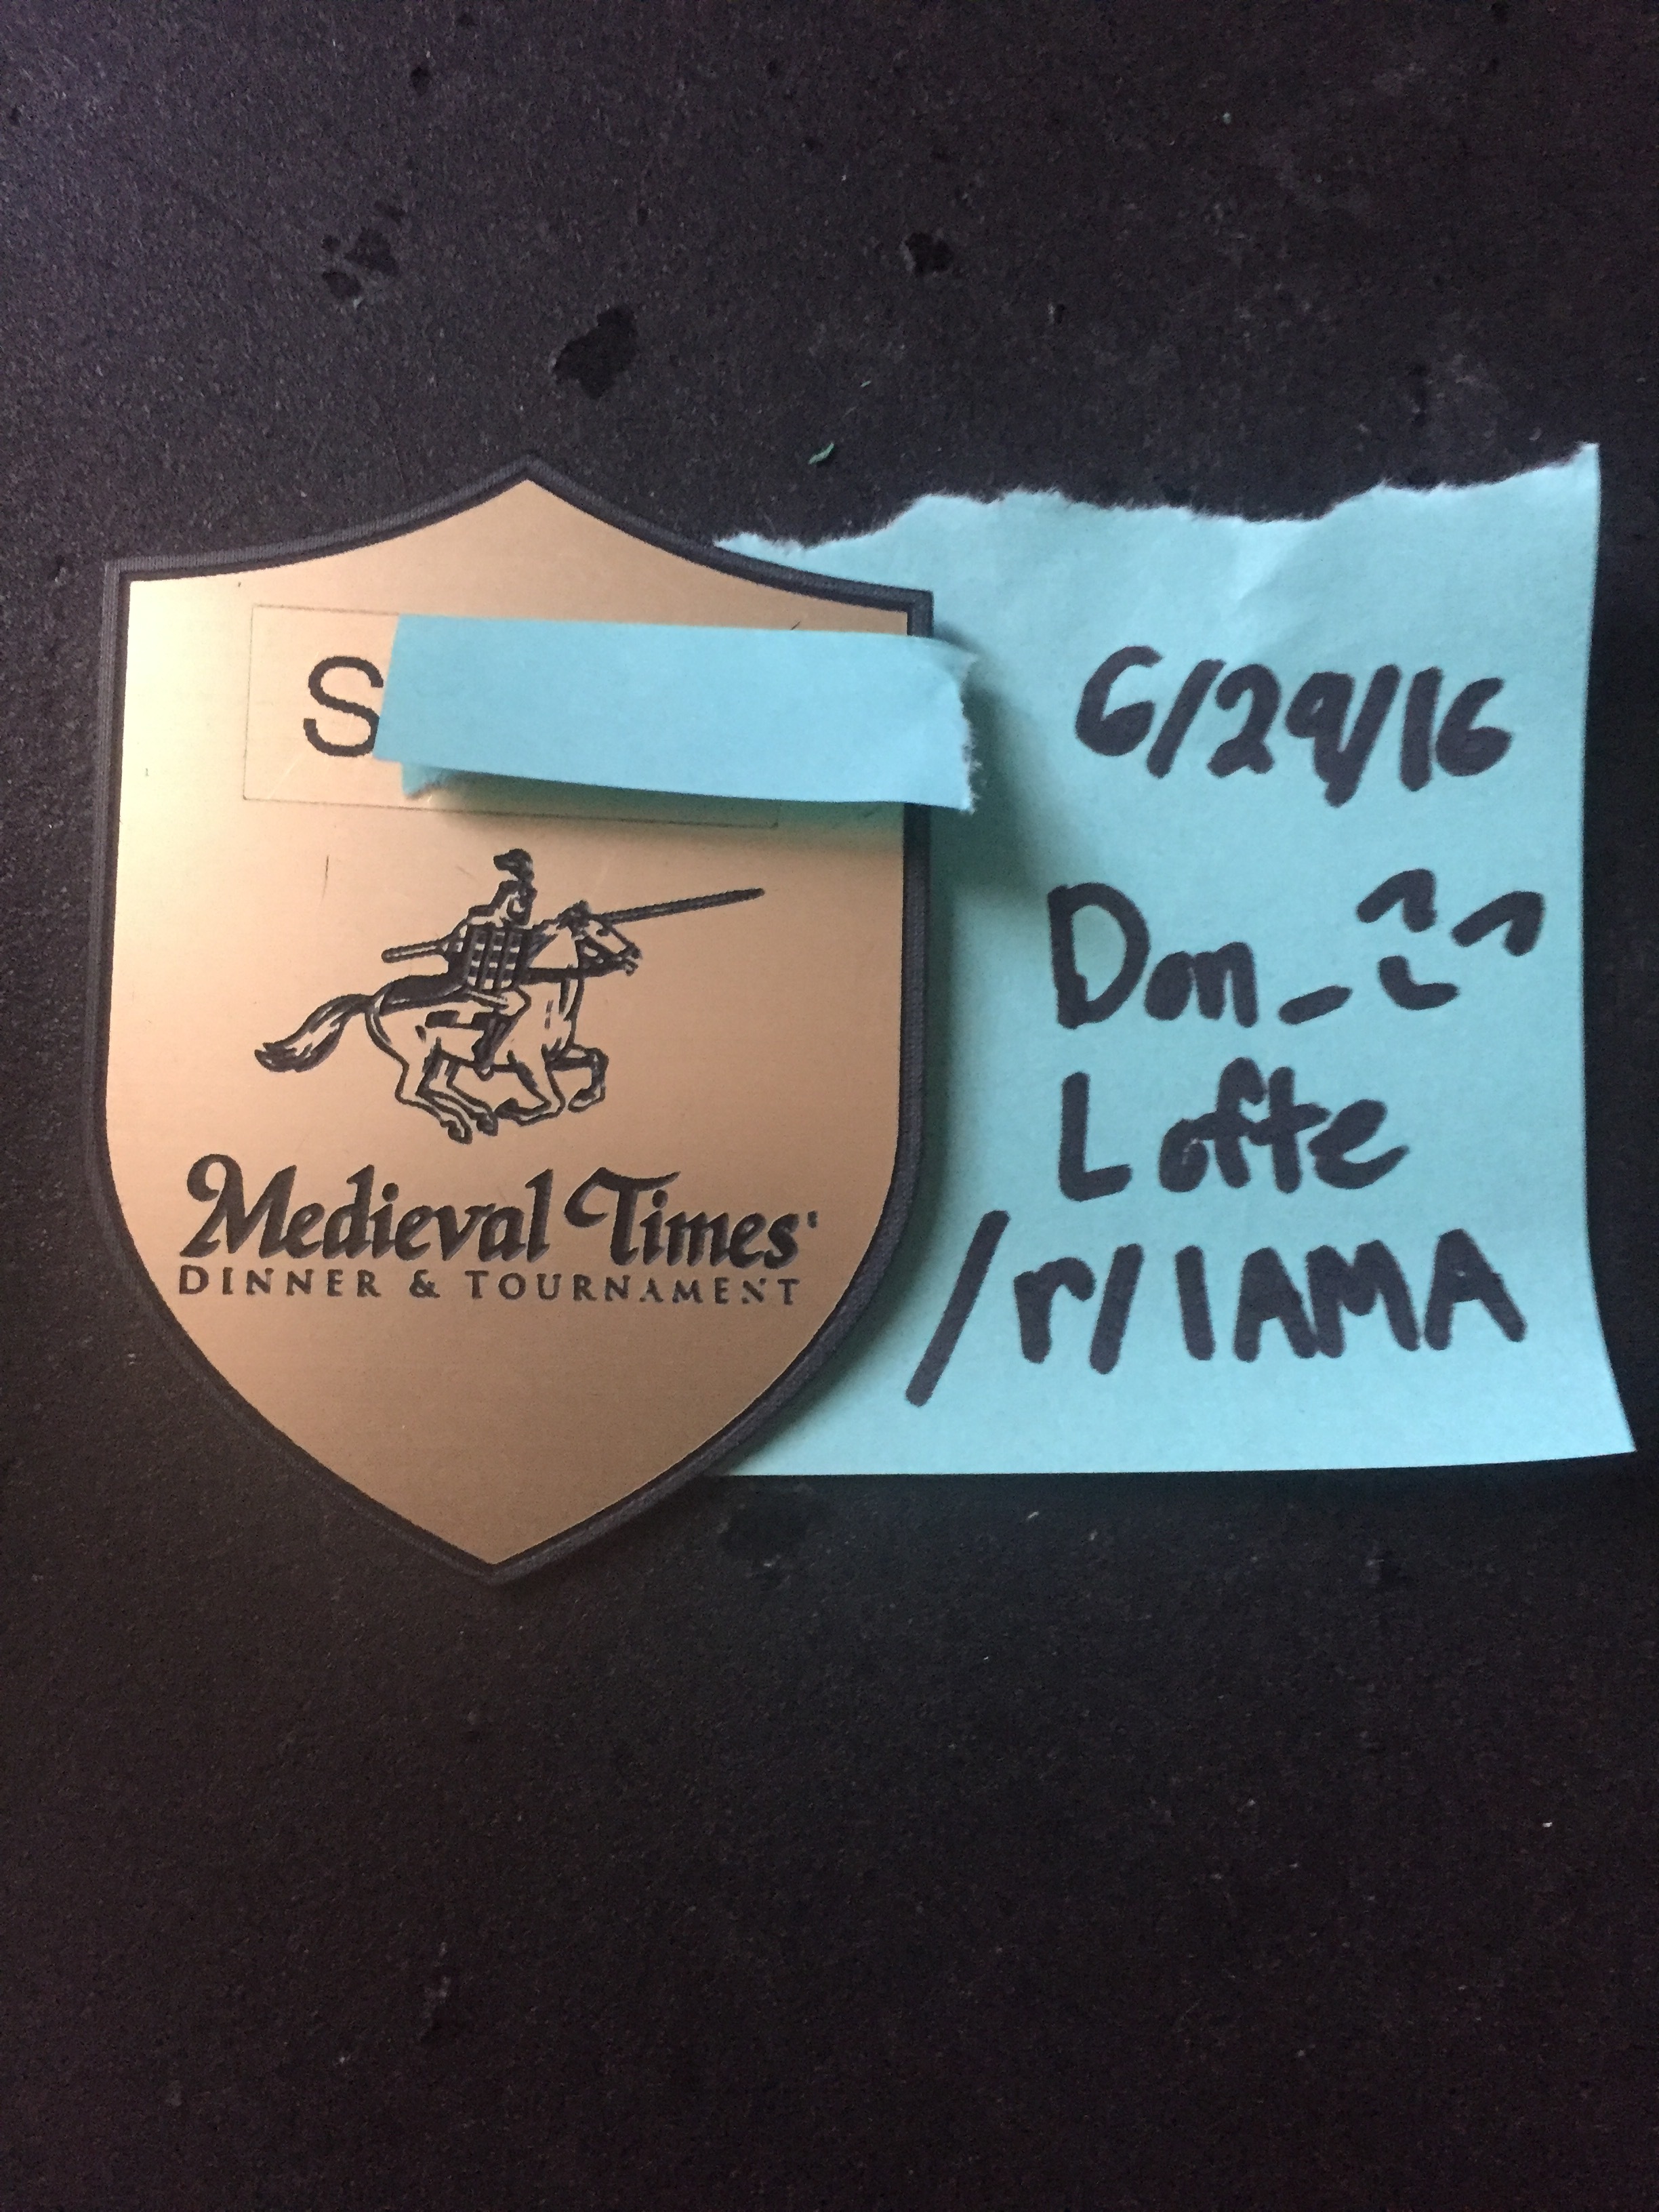 S
Medieval Times
DINNER & TOURNAMENT
6/29/16
Don_
Lofte
/r/IAMA